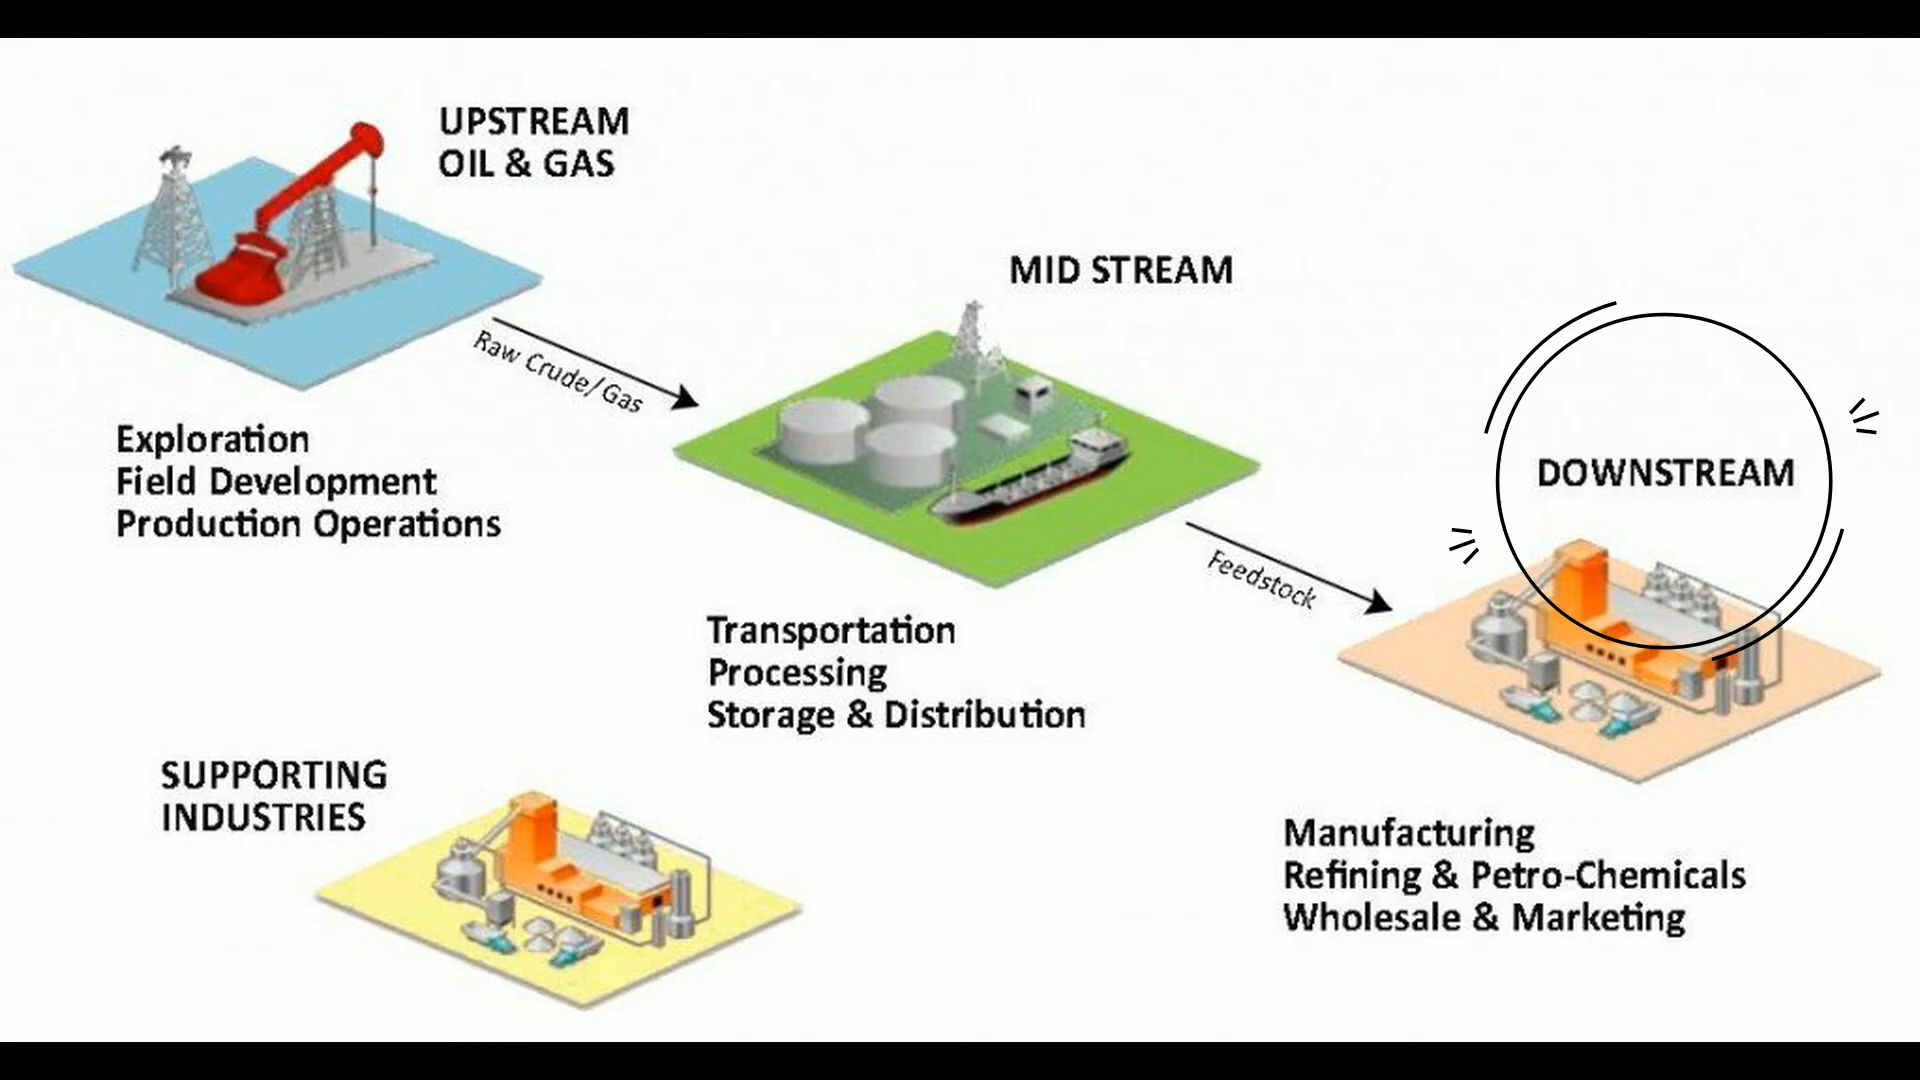 UPSTREAM
OIL & GAS
Raw Crude/Gas
Exploration
Field Development
Production Operations
MID STREAM
Feedstock
Transportation
Processing
Storage & Distribution
DOWNSTREAM
Manufacturing
Refining & Petro-Chemicals
Wholesale & Marketing
SUPPORTING
INDUSTRIES